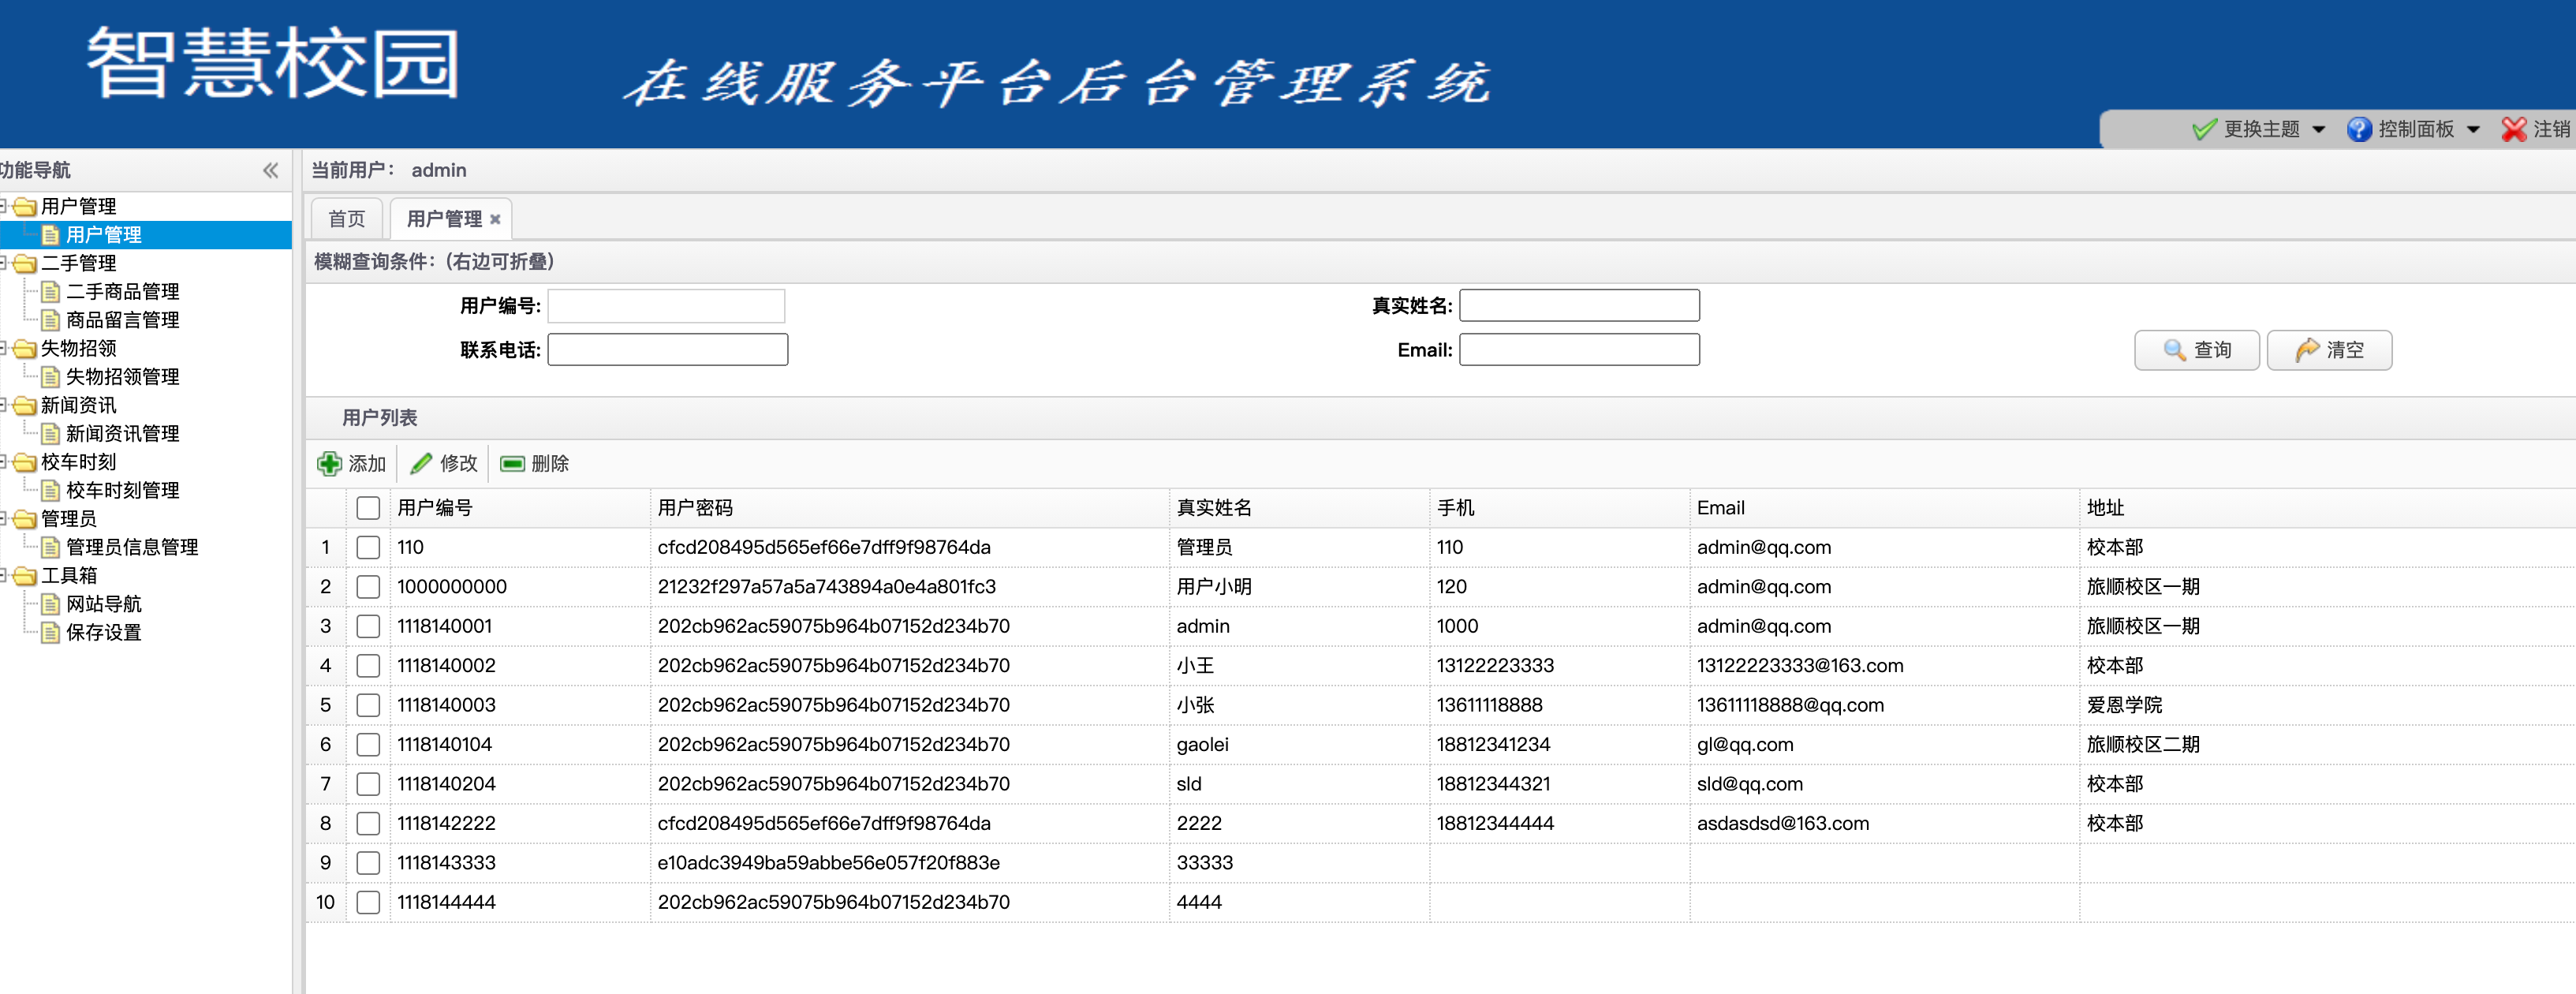 智慧校园
在线服务平台后台管理系统
更换主题 控制面板 注销
功能导航
当前用户： admin
用户管理
用户管理
二手管理
二手商品管理
商品留言管理
失物招领
失物招领管理
新闻资讯
新闻资讯管理
校车时刻
校车时刻管理
管理员
管理员信息管理
工具箱
网站导航
保存设置
首页 用户管理
模糊查询条件：(右边可折叠)
用户编号: 真实姓名:
联系电话: Email: 查询 清空
用户列表
添加 修改 删除
用户编号 用户密码 真实姓名 手机 Email 地址
1 110 cfcd208495d565ef66e7dff9f98764da 管理员 110 admin@qq.com 校本部
2 1000000000 21232f297a57a5a743894a0e4a801fc3 用户小明 120 admin@qq.com 旅顺校区一期
3 1118140001 202cb962ac59075b964b07152d234b70 admin 1000 admin@qq.com 旅顺校区一期
4 1118140002 202cb962ac59075b964b07152d234b70 小王 13122223333 13122223333@163.com 校本部
5 1118140003 202cb962ac59075b964b07152d234b70 小张 13611118888 13611118888@qq.com 爱恩学院
6 1118140104 202cb962ac59075b964b07152d234b70 gaolei 18812341234 gl@qq.com 旅顺校区二期
7 1118140204 202cb962ac59075b964b07152d234b70 sld 18812344321 sld@qq.com 校本部
8 1118142222 cfcd208495d565ef66e7dff9f98764da 2222 18812344444 asdasdsd@163.com 校本部
9 1118143333 e10adc3949ba59abbe56e057f20f883e 33333
10 1118144444 202cb962ac59075b964b07152d234b70 4444